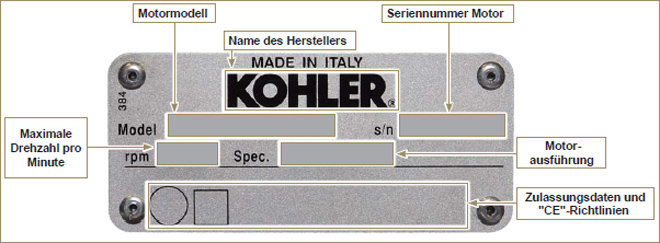 Motormodell
Seriennummer Motor
Name des Herstellers
MADE IN ITALY
KOHLER®
384
Model
s/n
Maximale
Drehzahl pro
Minute
rpm
Spec.
Motor-
ausführung
Zulassungsdaten und
"CE"-Richtlinien